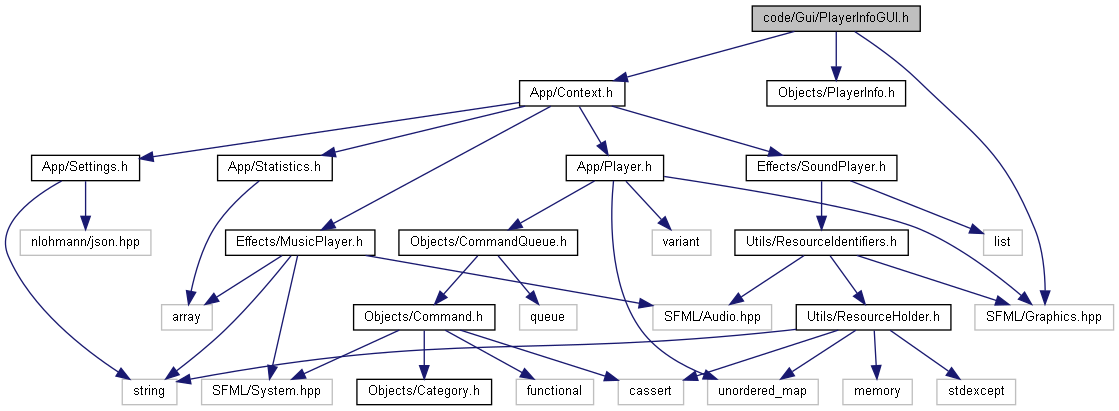 code/Gui/PlayerInfoGUI.h
App/Context.h
Objects/PlayerInfo.h
App/Settings.h
App/Statistics.h
App/Player.h
Effects/SoundPlayer.h
nlohmann/json.hpp
Effects/MusicPlayer.h
Objects/CommandQueue.h
variant
Utils/ResourceIdentifiers.h
list
array
Objects/Command.h
queue
SFML/Audio.hpp
Utils/ResourceHolder.h
SFML/Graphics.hpp
string
SFML/System.hpp
Objects/Category.h
functional
cassert
unordered_map
memory
stdexcept